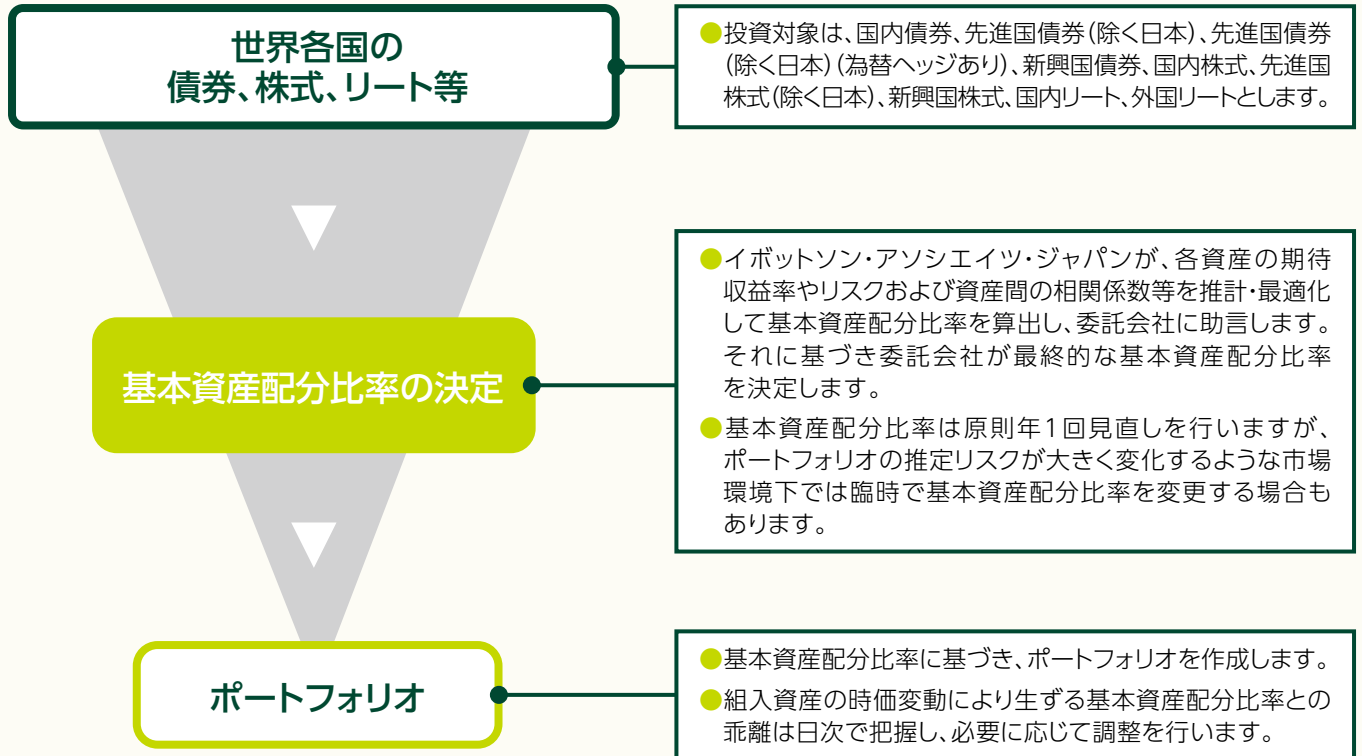 世界各国の
債券、株式、リート等
●投資対象は、国内債券、先進国債券(除く日本)、先進国債券
(除く日本)(為替ヘッジあり)、新興国債券、国内株式、先進国
株式(除く日本)、新興国株式、国内リート、外国リートとします。
基本資産配分比率の決定
●イボットソン・アソシエイツ・ジャパンが、各資産の期待
収益率やリスクおよび資産間の相関係数等を推計・最適化
して基本資産配分比率を算出し、委託会社に助言します。
それに基づき委託会社が最終的な基本資産配分比率
を決定します。
●基本資産配分比率は原則年1回見直しを行いますが、
ポートフォリオの推定リスクが大きく変化するような市場
環境下では臨時で基本資産配分比率を変更する場合も
あります。
ポートフォリオ
●基本資産配分比率に基づき、ポートフォリオを作成します。
●組入資産の時価変動により生ずる基本資産配分比率との
乖離は日次で把握し、必要に応じて調整を行います。